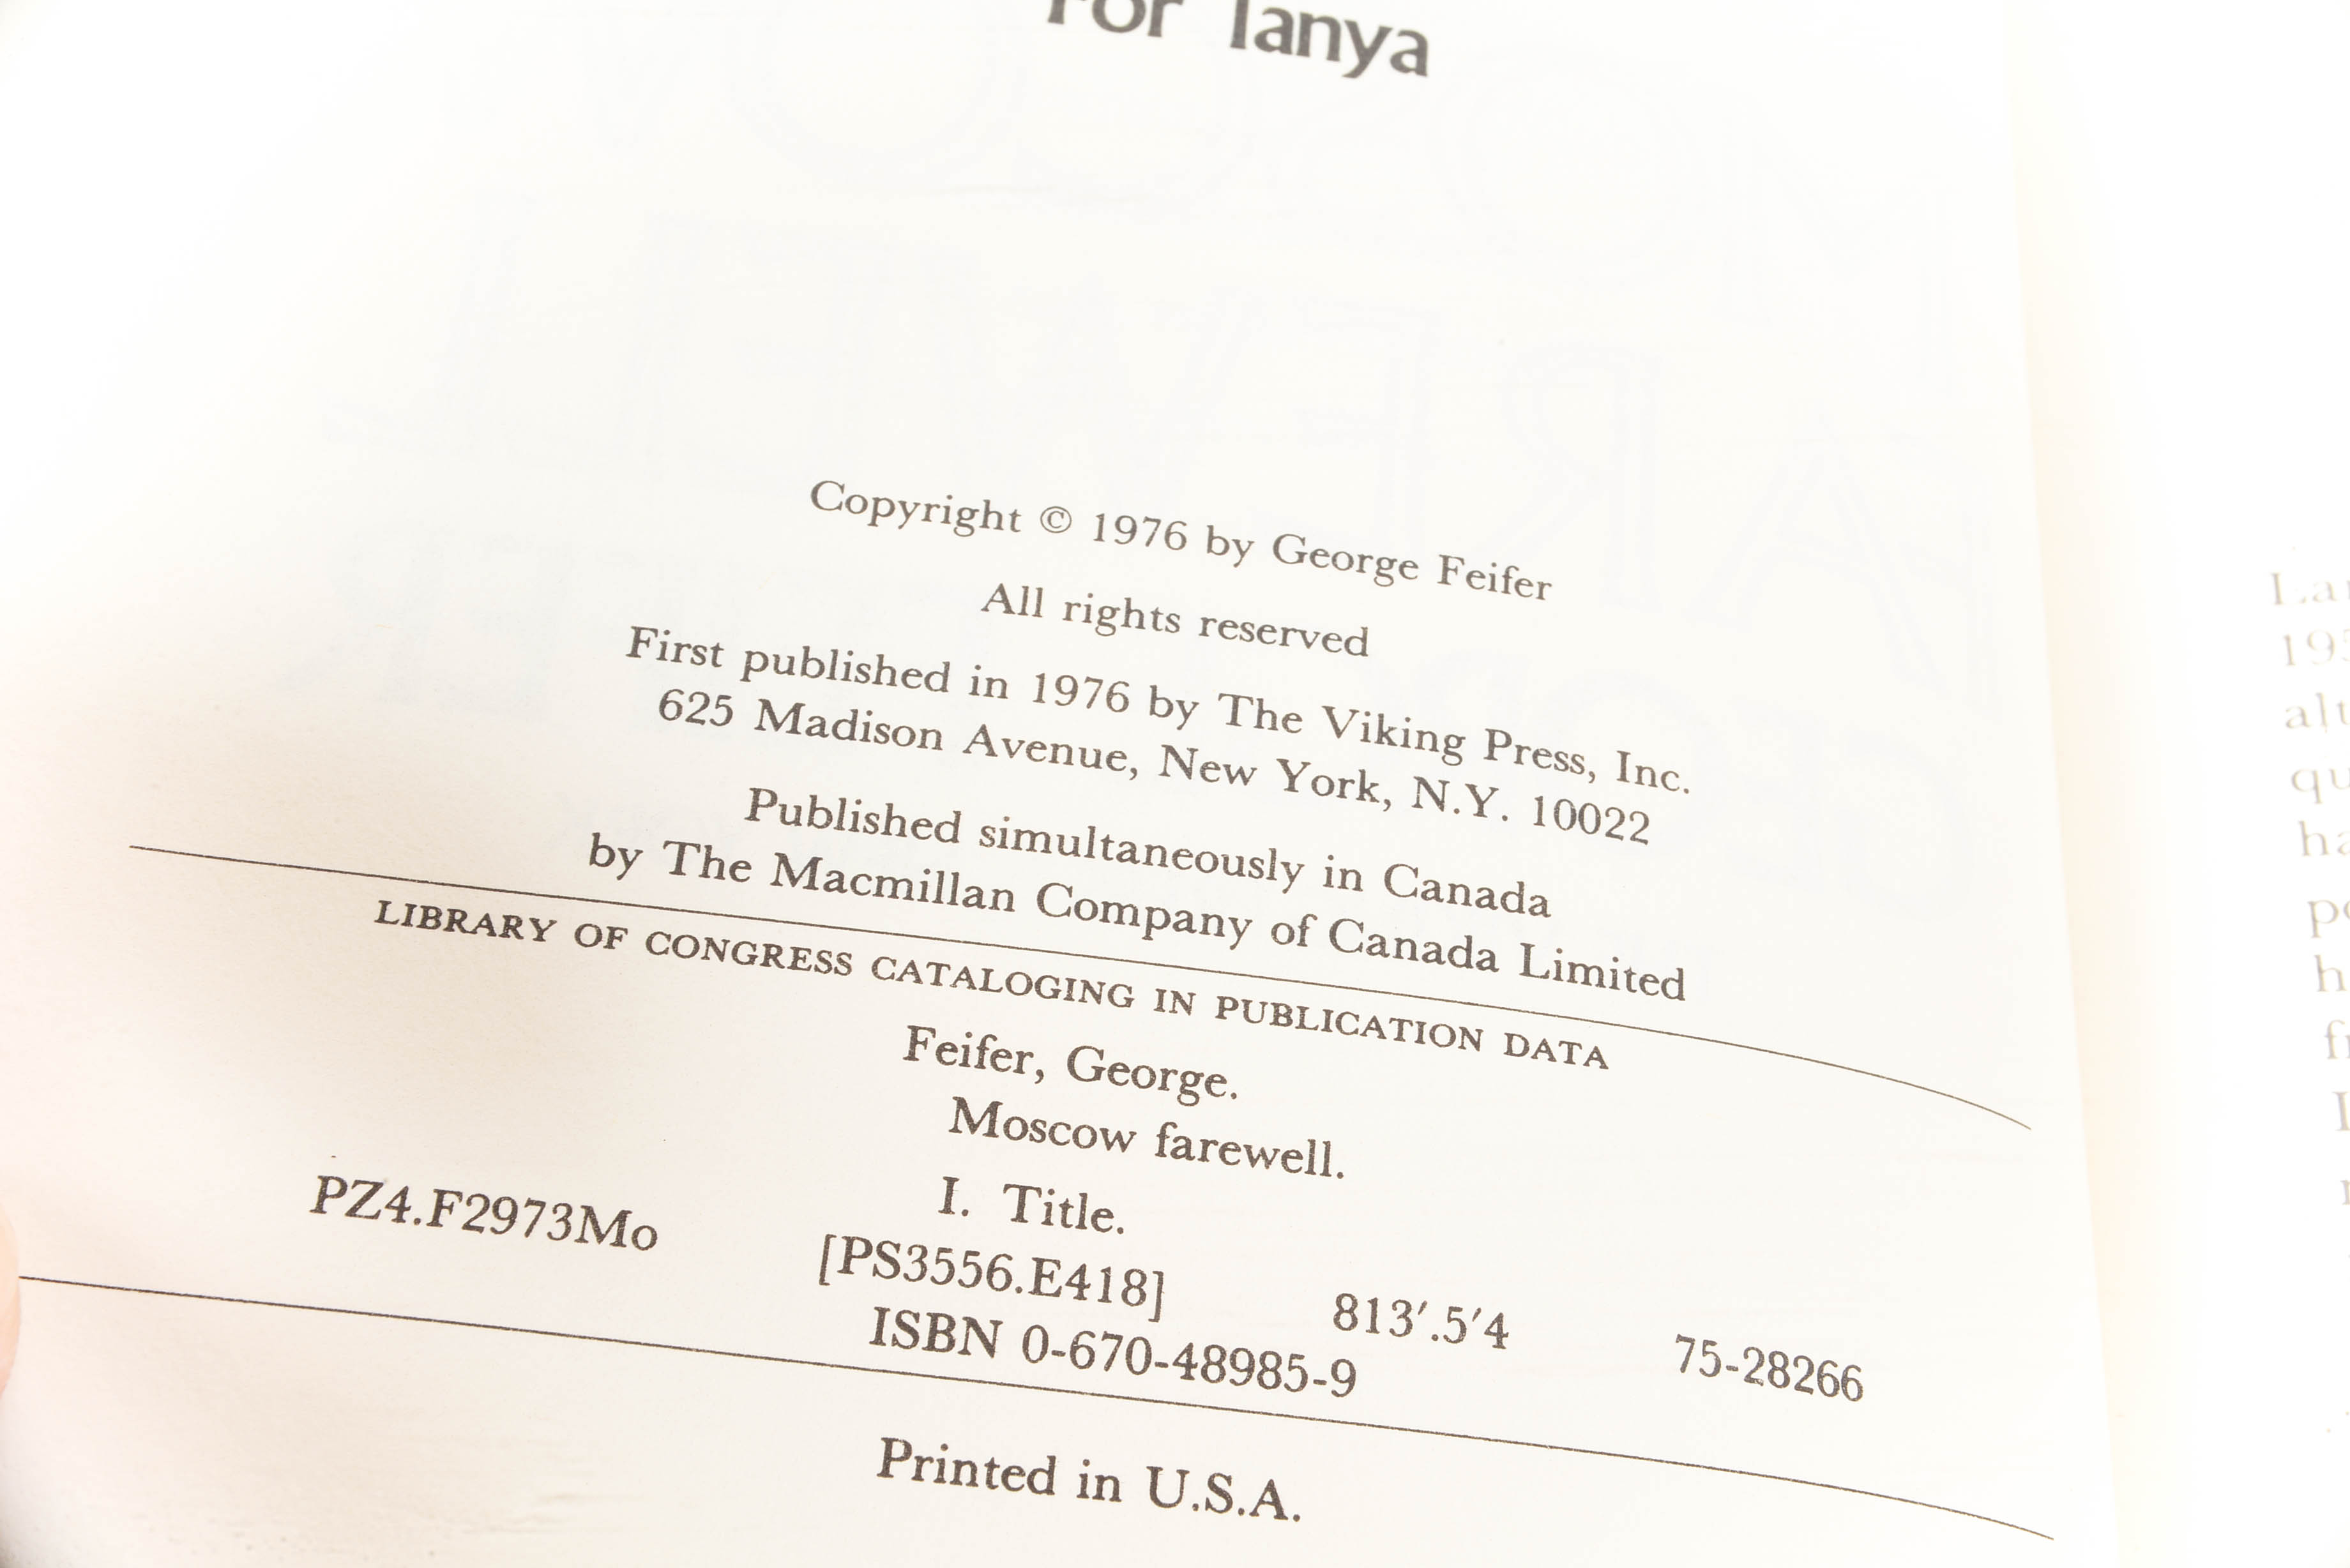 For Tanya
Copyright © 1976 by George Feifer
All rights reserved
First published in 1976 by The Viking Press, Inc.
625 Madison Avenue, New York, N.Y. 10022
Published simultaneously in Canada
by The Macmillan Company of Canada Limited
LIBRARY OF CONGRESS CATALOGING IN PUBLICATION DATA
Feifer, George.
Moscow farewell.
I. Title.
PZ4.F2973Mo [PS3556.E418] 813′.5′4 75-28266
ISBN 0-670-48985-9
Printed in U.S.A.